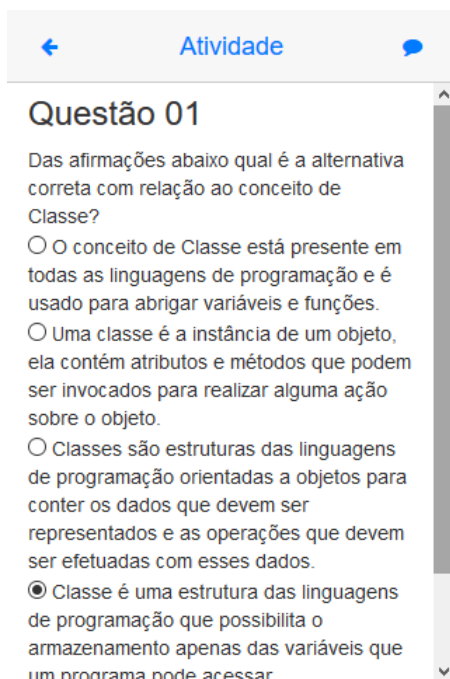 Atividade
Questão 01
Das afirmações abaixo qual é a alternativa
correta com relação ao conceito de
Classe?
O conceito de Classe está presente em
todas as linguagens de programação e é
usado para abrigar variáveis e funções.
Uma classe é a instância de um objeto,
ela contém atributos e métodos que podem
ser invocados para realizar alguma ação
sobre o objeto.
Classes são estruturas das linguagens
de programação orientadas a objetos para
conter os dados que devem ser
representados e as operações que devem
ser efetuadas com esses dados.
Classe é uma estrutura das linguagens
de programação que possibilita o
armazenamento apenas das variáveis que
um programa pode acessar